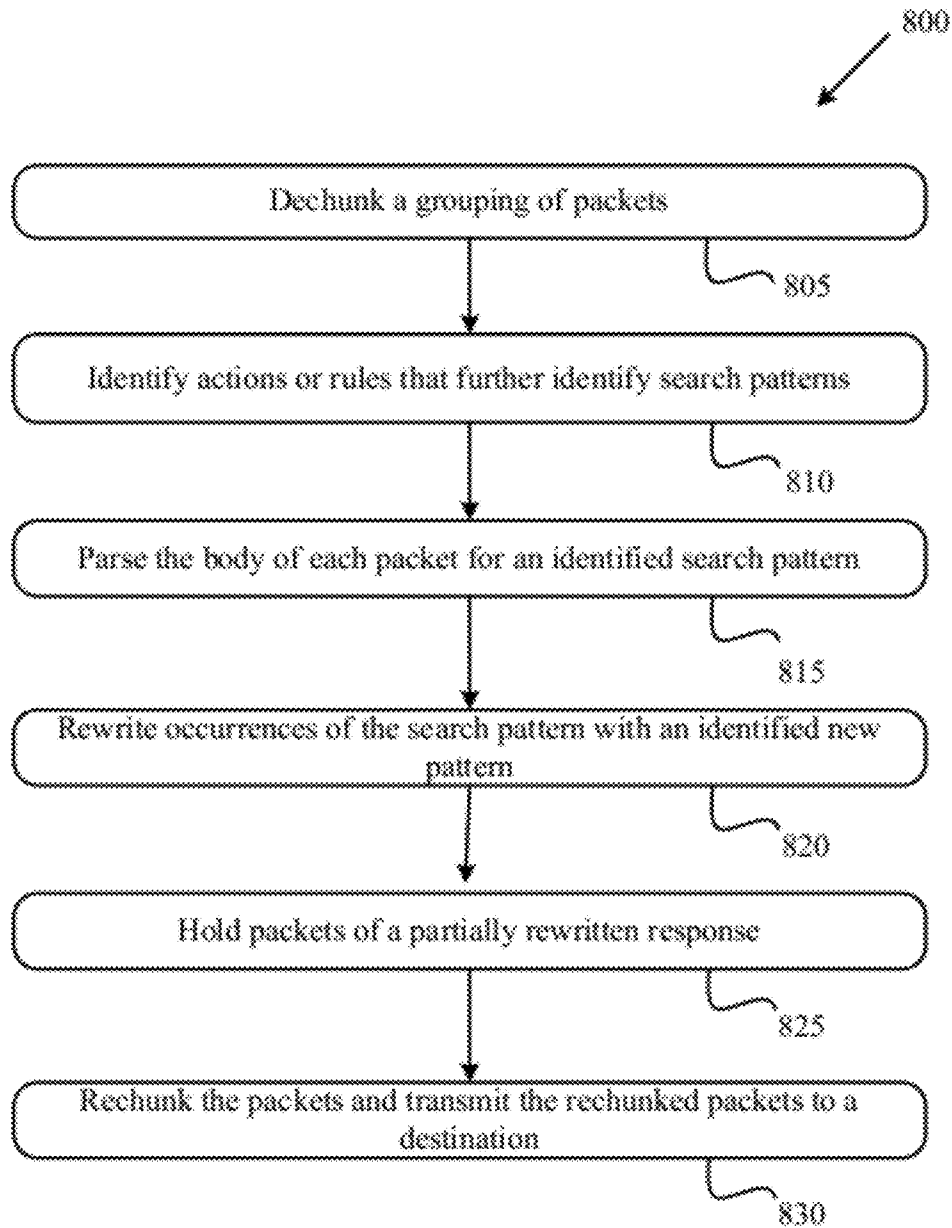 800
Dechunk a grouping of packets
805
Identify actions or rules that further identify search patterns
810
Parse the body of each packet for an identified search pattern
815
Rewrite occurrences of the search pattern with an identified new
pattern
820
Hold packets of a partially rewritten response
825
Rechunk the packets and transmit the rechunked packets to a
destination
830